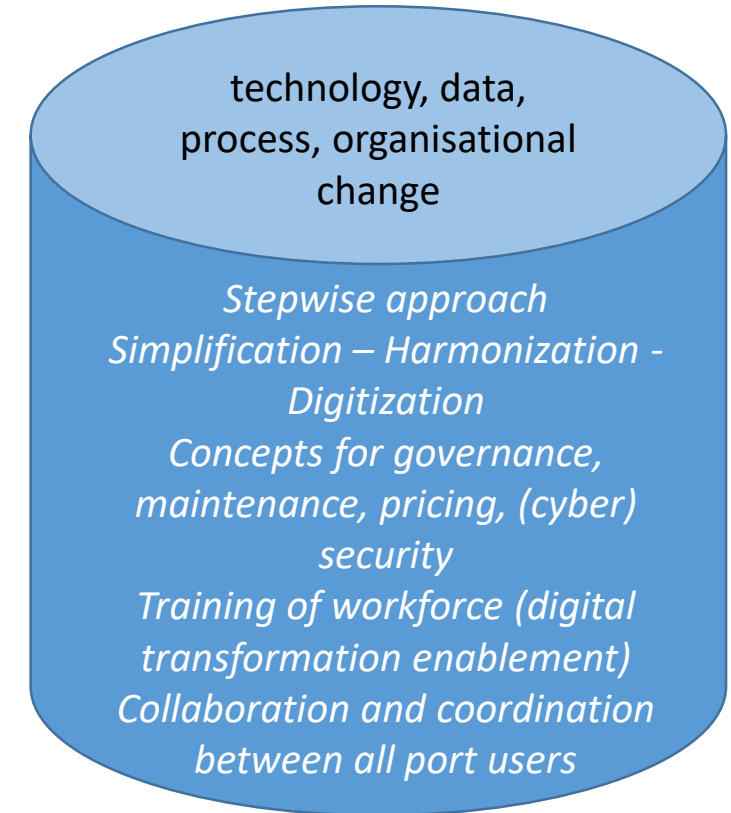 technology, data,
process, organisational
change
Stepwise approach
Simplification – Harmonization -
Digitization
Concepts for governance,
maintenance, pricing, (cyber)
security
Training of workforce (digital
transformation enablement)
Collaboration and coordination
between all port users